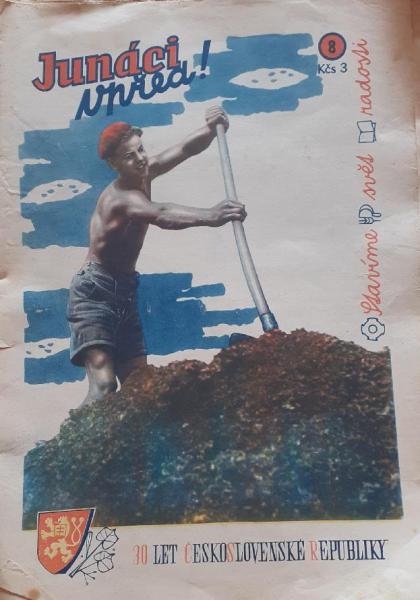 Junáci
vpřed!
8
Kčs 3
Stavíme svět radosti
30 LET ČESKOSLOVENSKÉ REPUBLIKY